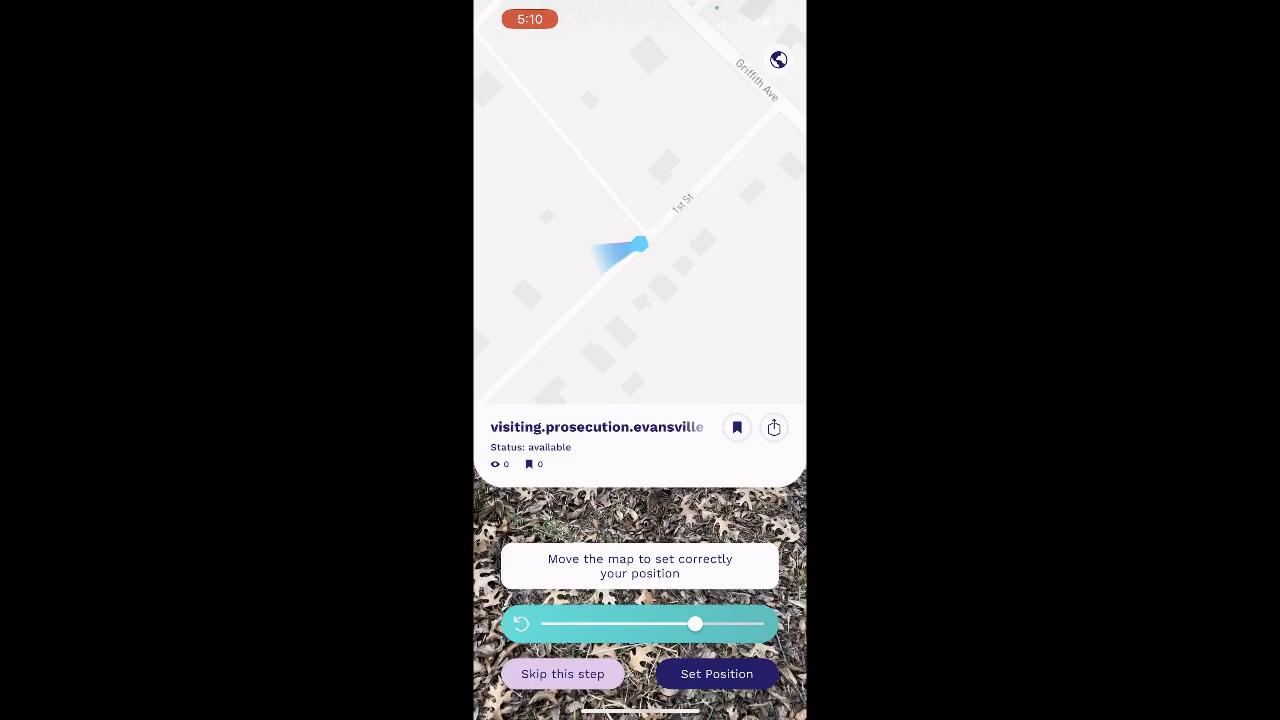 5:10
Griffith Ave
1st St
visiting.prosecution.evansville
Status: available
0 0
Move the map to set correctly
your position
Skip this step
Set Position